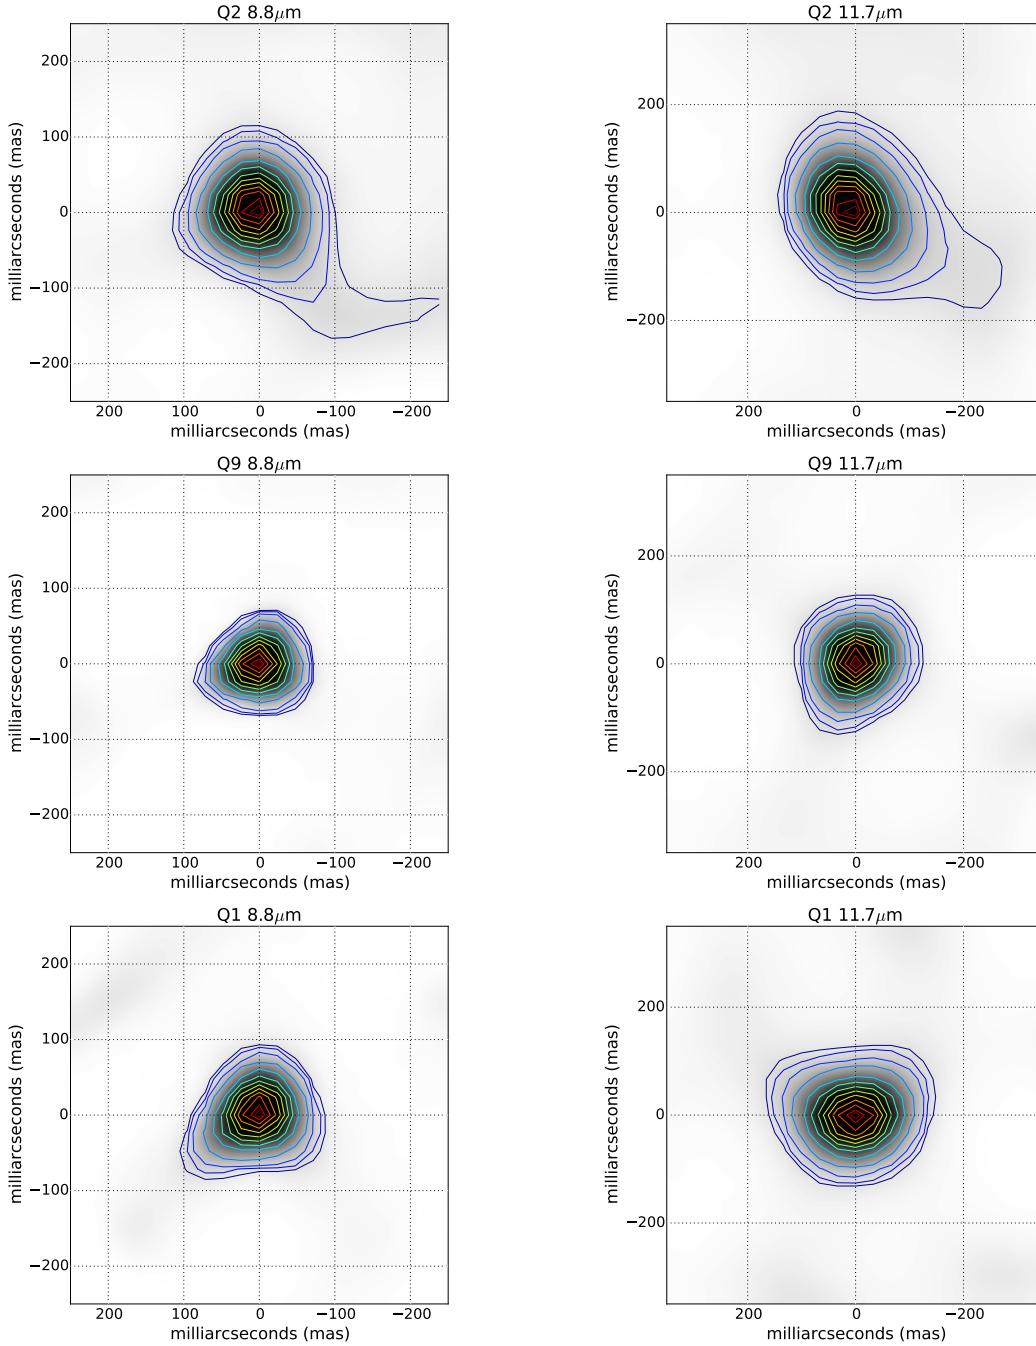 Q2 8.8μm
200
100
0
−100
−200
milliarcseconds (mas)
200 100 0 −100 −200
milliarcseconds (mas)
Q2 11.7μm
200
0
−200
milliarcseconds (mas)
200 0 −200
milliarcseconds (mas)
Q9 8.8μm
200
100
0
−100
−200
milliarcseconds (mas)
200 100 0 −100 −200
milliarcseconds (mas)
Q9 11.7μm
200
0
−200
milliarcseconds (mas)
200 0 −200
milliarcseconds (mas)
Q1 8.8μm
200
100
0
−100
−200
milliarcseconds (mas)
200 100 0 −100 −200
milliarcseconds (mas)
Q1 11.7μm
200
0
−200
milliarcseconds (mas)
200 0 −200
milliarcseconds (mas)